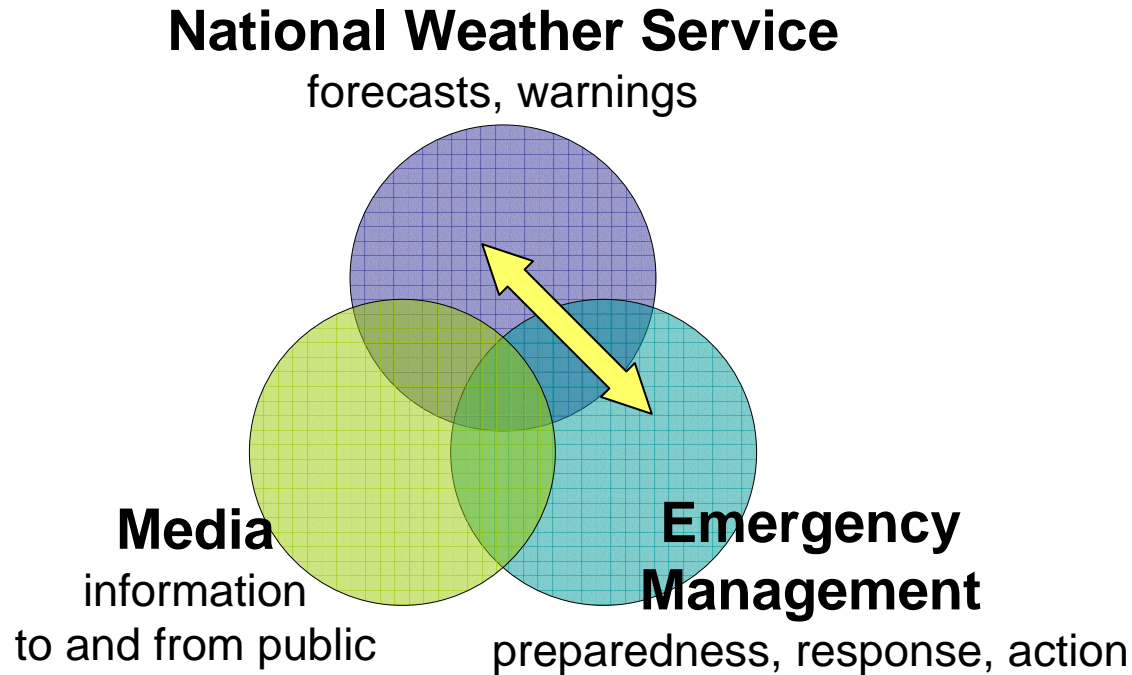 National Weather Service
forecasts, warnings
Media
information
to and from public
Emergency
Management
preparedness, response, action